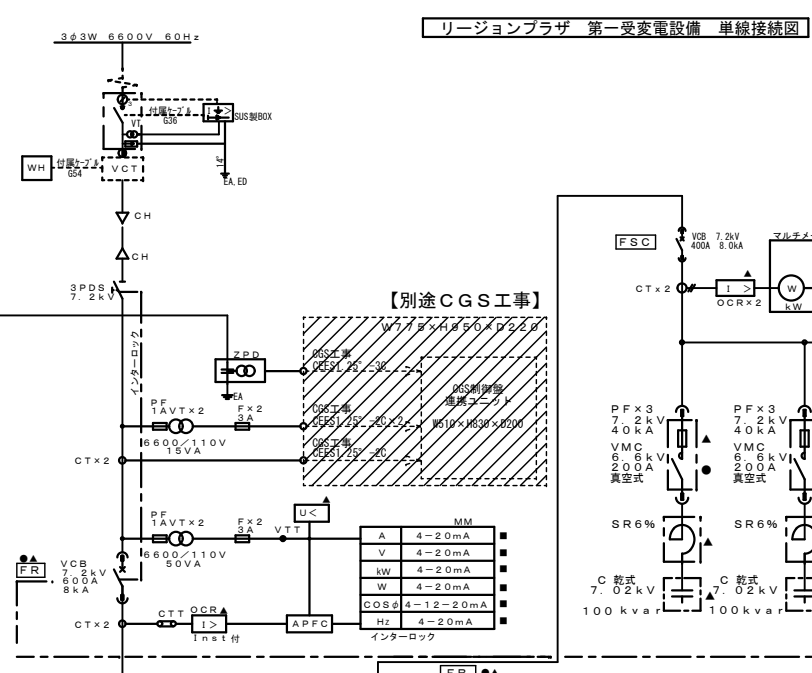 リージョンプラザ 第一受変電設備 単線接続図
3φ3W 6600V 60Hz
S
付属ケーブル
G36
I >
SUS製BOX
VT
WH
付属ケーブル
G54
VCT
14°
EA,ED
CH
CH
3PDS
7.2kV
インターロック
【別途CGS工事】
W775×H950×D220
ZPD
EA
CGS工事
CEES1.25°-3C
CGS工事
CEES1.25°-2C×2
CGS工事
CEES1.25°-2C
CGS制御盤
連携ユニット
W510×H830×D200
PF
1AVT×2
F×2
3A
6600/110V
15VA
CT×2
PF
1AVT×2
F×2
3A
VTT
6600/110V
50VA
U<
▲
MM
A 4-20mA ■
V 4-20mA ■
kW 4-20mA ■
W 4-20mA ■
COSφ 4-12-20mA ■
Hz 4-20mA ■
インターロック
●▲
FR
VCB
7.2kV
600A
8kA
CT×2
CTT
OCR▲
I>
Inst付
APFC
FR ●▲
FSC
VCB 7.2kV
400A 8.0kA
マルチメ
CT×2
▲
I >
OCR×2
W
kW
PF×3
7.2kV
40kA
▲
VMC
6.6kV
200A
真空式
●
SR6%
▲
C 乾式
7.02kV
▲
100kvar
PF×3
7.2kV
40kA
VMC
6.6kV
200A
真空式
SR6%
C 乾式
7.02kV
100kvar